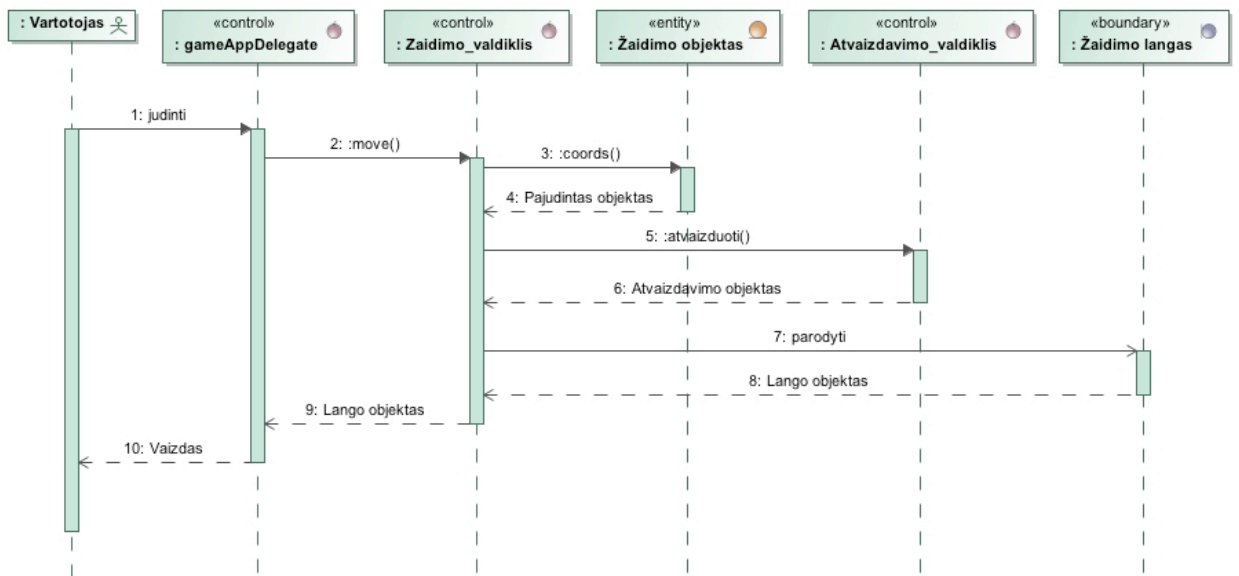 : Vartotojas
«control»
: gameAppDelegate
«control»
: Zaidimo_valdiklis
«entity»
: Žaidimo objektas
«control»
: Atvaizdavimo_valdiklis
«boundary»
: Žaidimo langas
1: judinti
2: :move()
3: :coords()
4: Pajudintas objektas
5: :atvaizduoti()
6: Atvaizdavimo objektas
7: parodyti
8: Lango objektas
9: Lango objektas
10: Vaizdas